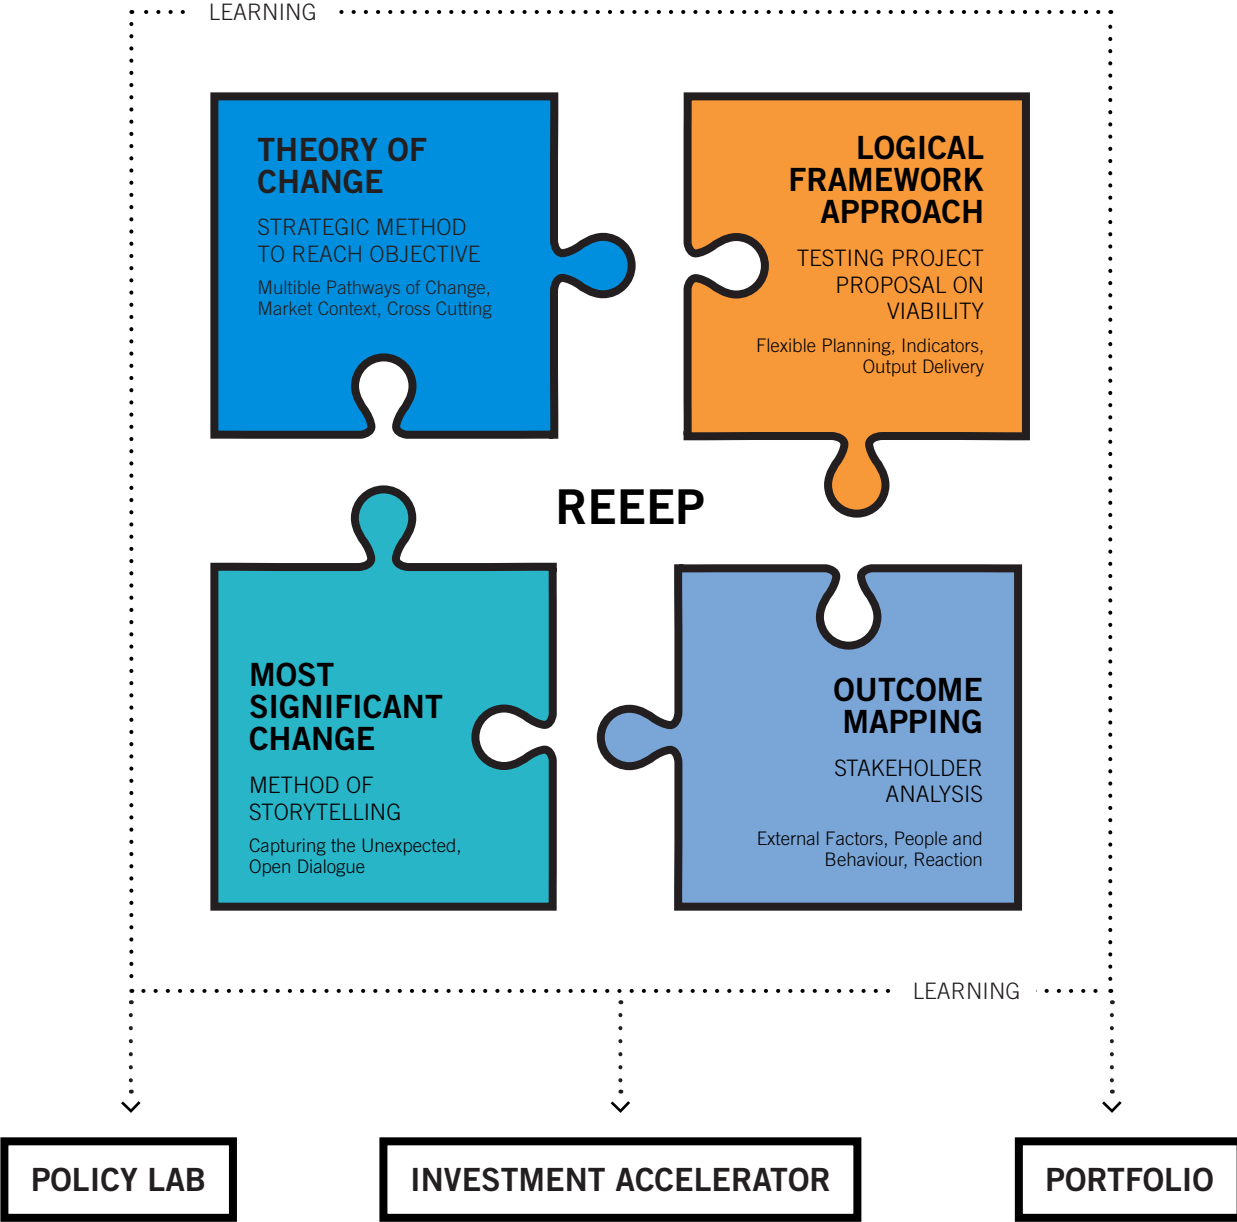 LEARNING
THEORY OF
CHANGE
STRATEGIC METHOD
TO REACH OBJECTIVE
Multible Pathways of Change,
Market Context, Cross Cutting
LOGICAL
FRAMEWORK
APPROACH
TESTING PROJECT
PROPOSAL ON
VIABILITY
Flexible Planning, Indicators,
Output Delivery
REEEP
MOST
SIGNIFICANT
CHANGE
METHOD OF
STORYTELLING
Capturing the Unexpected,
Open Dialogue
OUTCOME
MAPPING
STAKEHOLDER
ANALYSIS
External Factors, People and
Behaviour, Reaction
LEARNING
POLICY LAB
INVESTMENT ACCELERATOR
PORTFOLIO